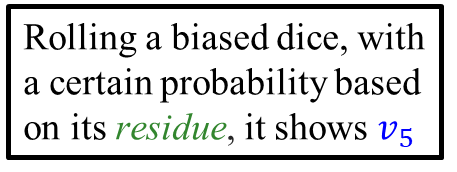 Rolling a biased dice, with
a certain probability based
on its residue, it shows v₅